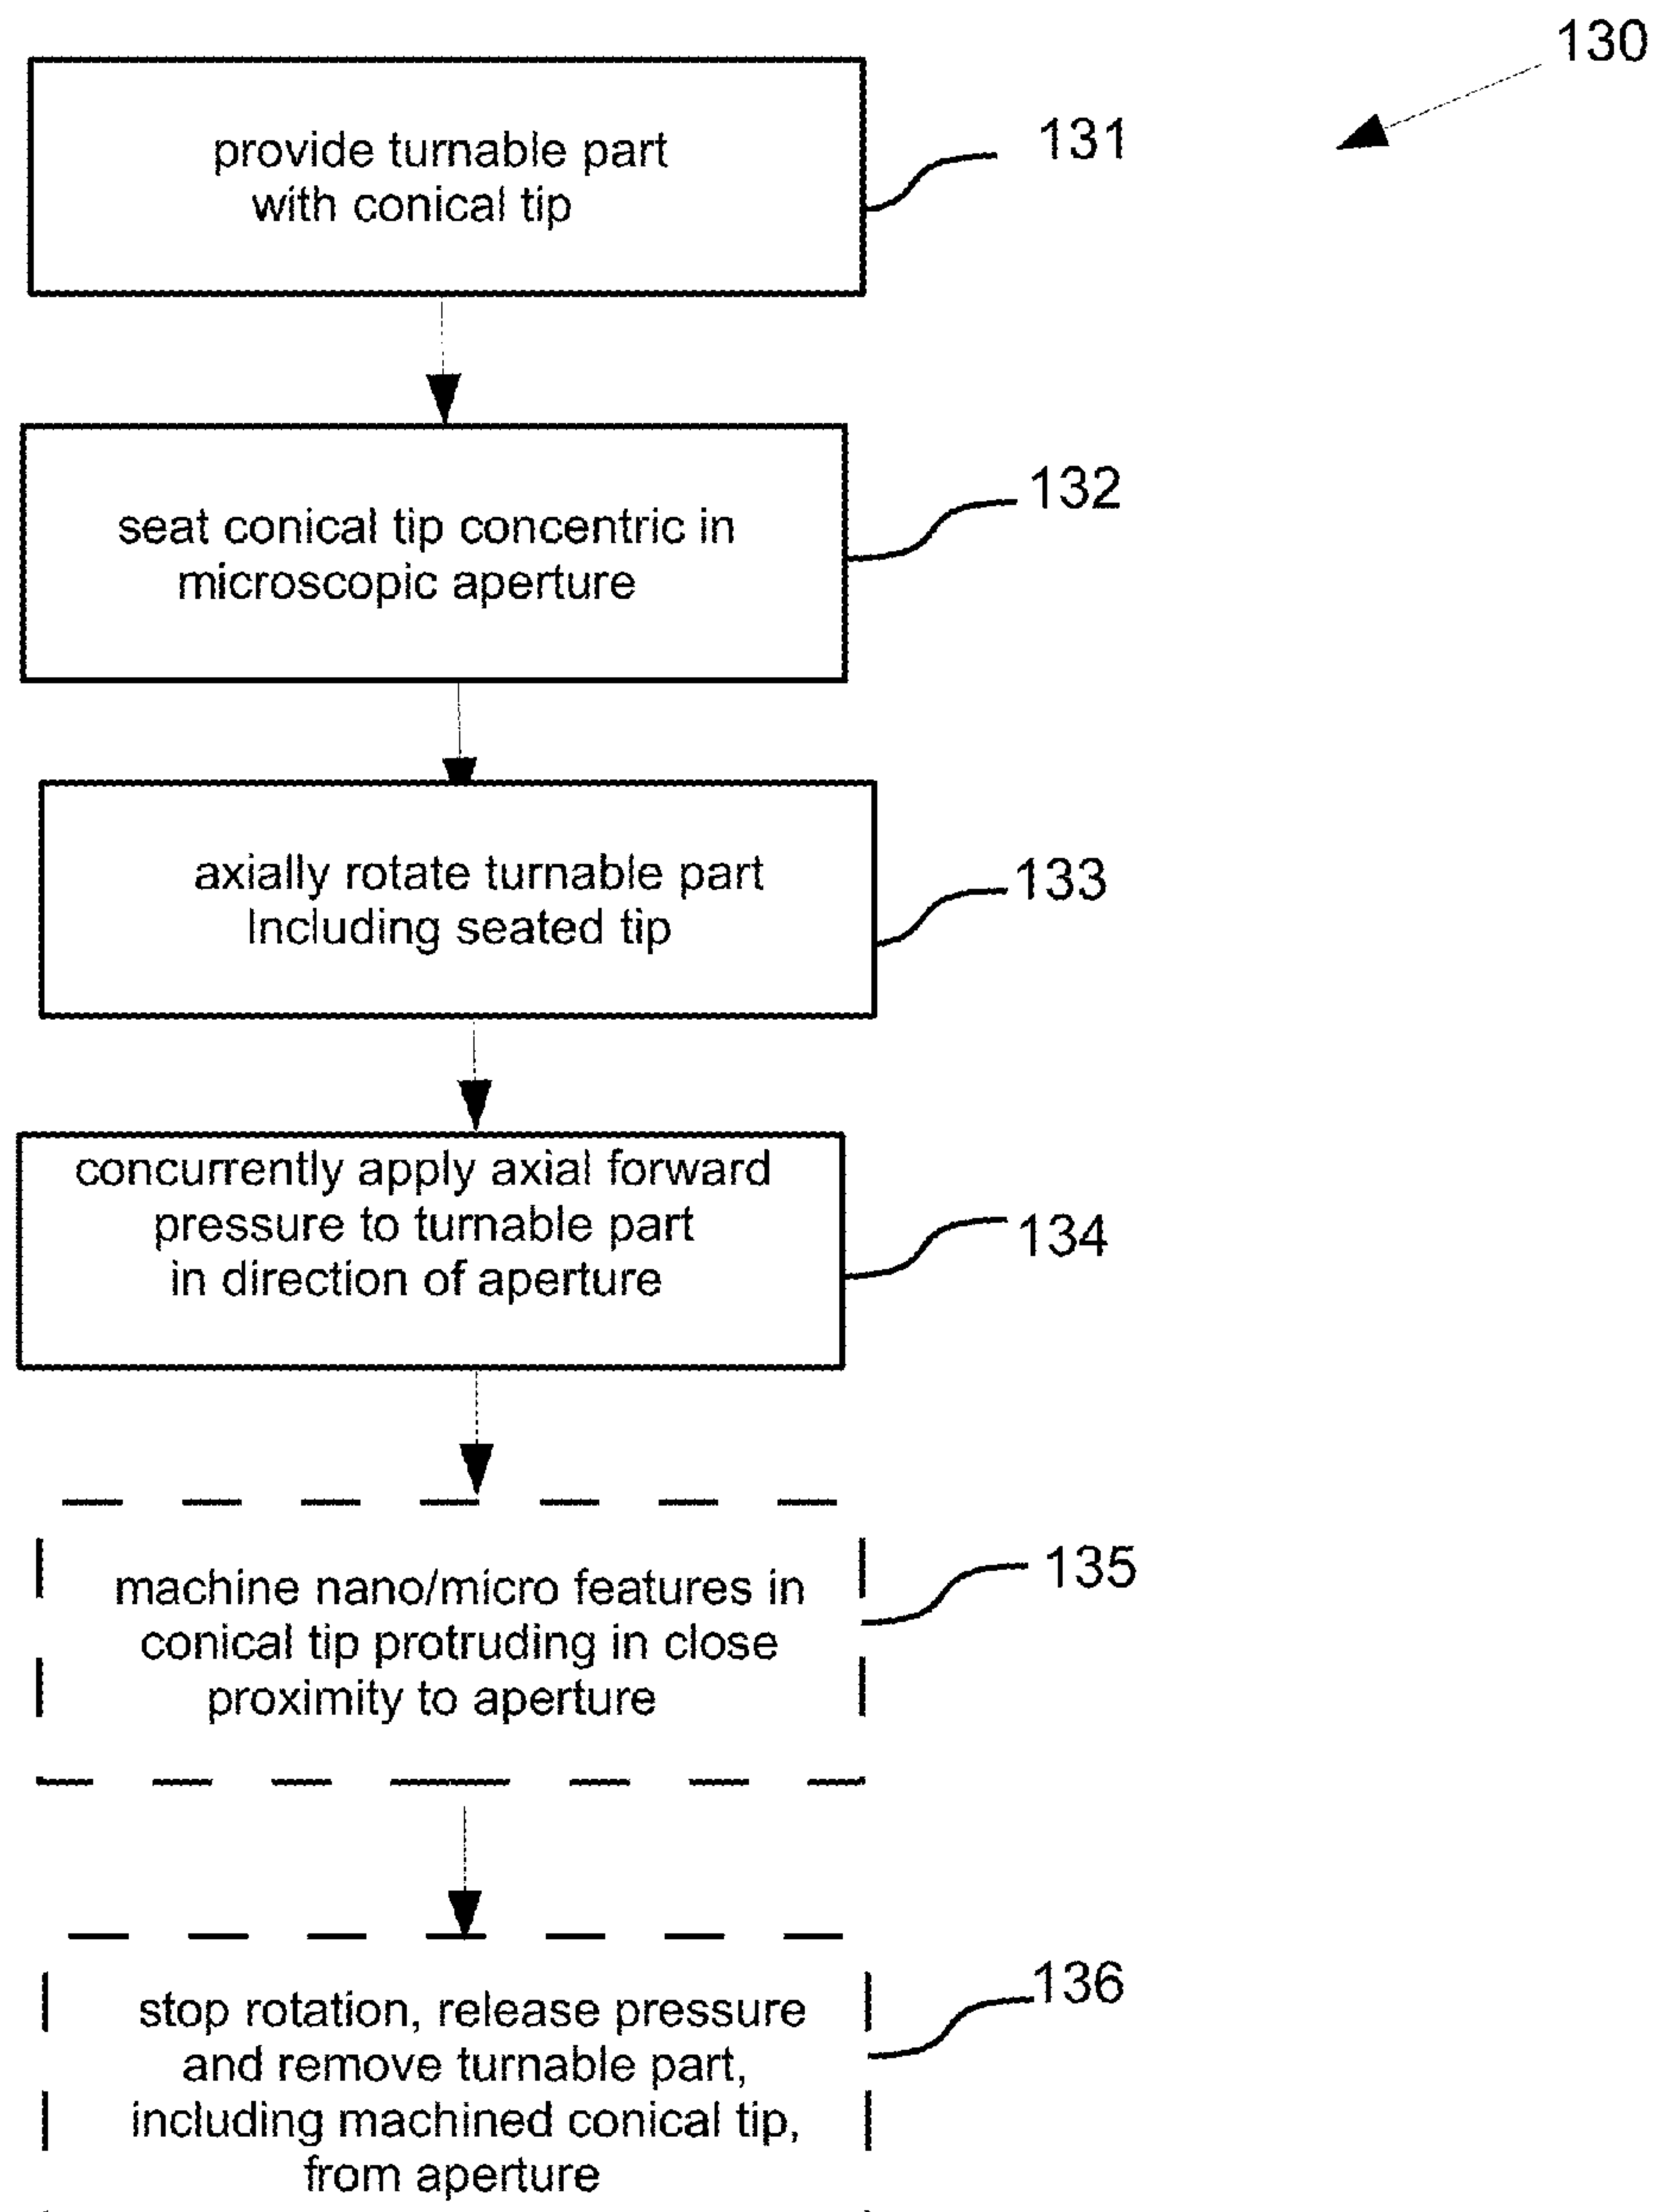 130
provide turnable part
with conical tip
131
seat conical tip concentric in
microscopic aperture
132
axially rotate turnable part
Including seated tip
133
concurrently apply axial forward
pressure to turnable part
in direction of aperture
134
machine nano/micro features in
conical tip protruding in close
proximity to aperture
135
stop rotation, release pressure
and remove turnable part,
including machined conical tip,
from aperture
136